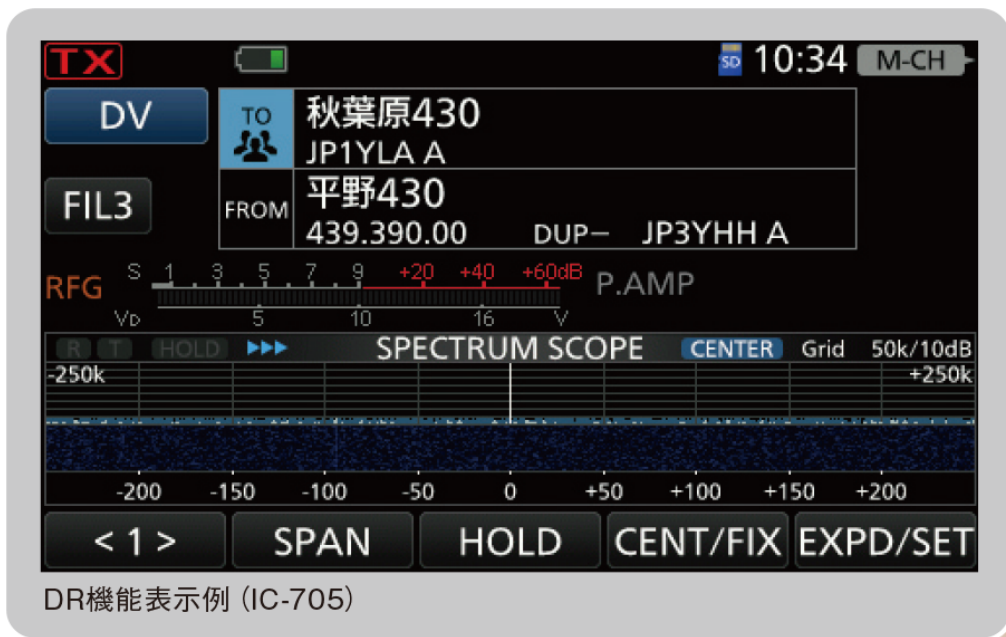 TX SD 10:34 M-CH
DV TO 秋葉原430
JP1YLA A
FIL3 FROM 平野430
439.390.00 DUP− JP3YHH A
RFG S 1 . 3 . 5 . 7 . 9 +20 +40 +60dB P.AMP
VD 5 10 16 V
R T HOLD SPECTRUM SCOPE CENTER Grid 50k/10dB
-250k +250k
-200 -150 -100 -50 0 +50 +100 +150 +200
< 1 > SPAN HOLD CENT/FIX EXPD/SET
DR機能表示例（IC-705）